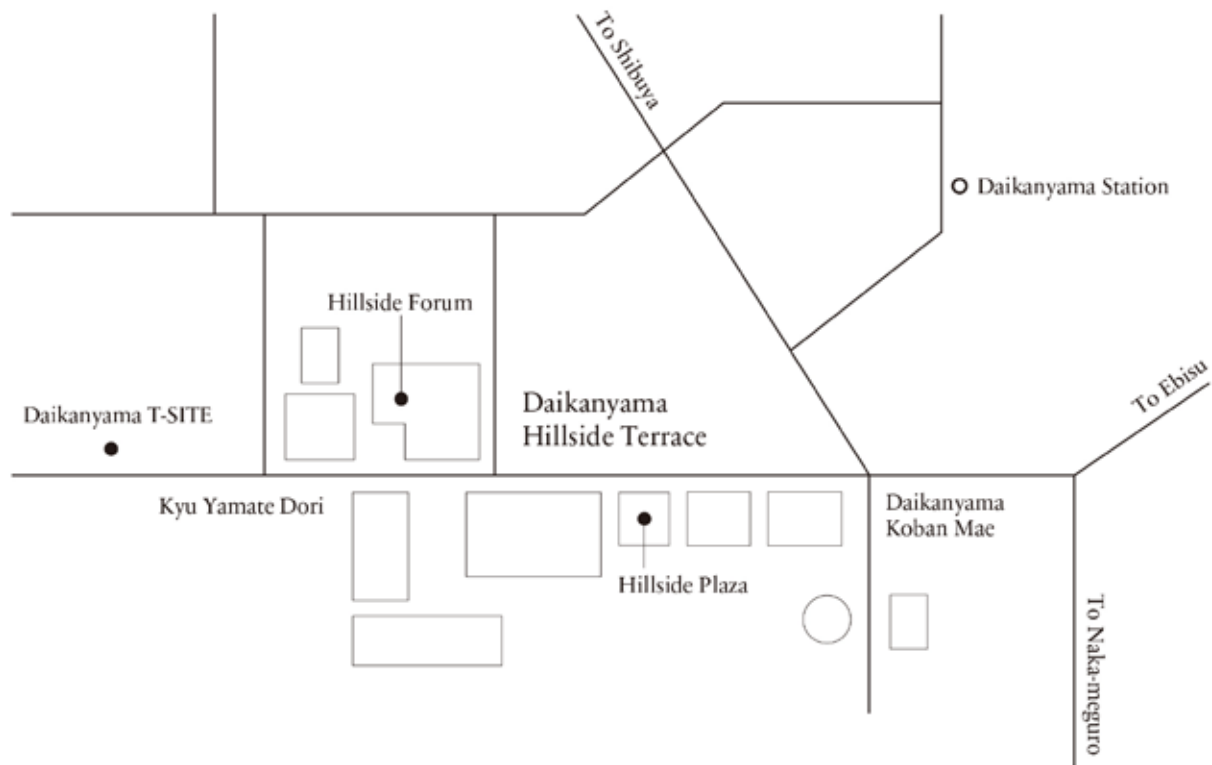 To Shibuya
Daikanyama Station
Hillside Forum
Daikanyama T-SITE
Daikanyama
Hillside Terrace
To Ebisu
Kyu Yamate Dori
Daikanyama
Koban Mae
Hillside Plaza
To Naka-meguro